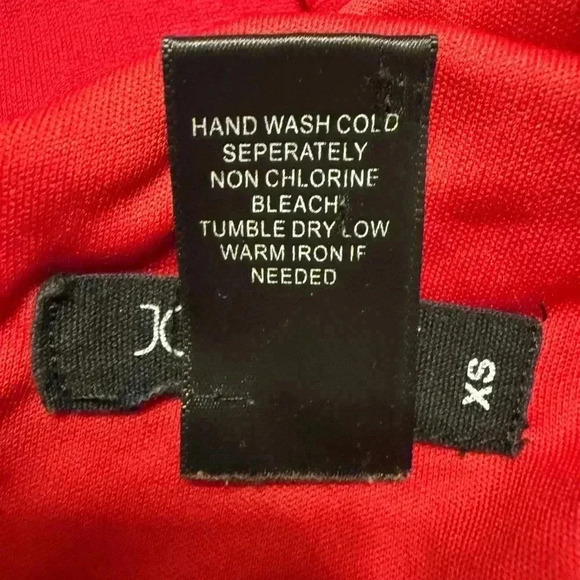 HAND WASH COLD
SEPERATELY
NON CHLORINE
BLEACH
TUMBLE DRY LOW
WARM IRON IF
NEEDED
XS